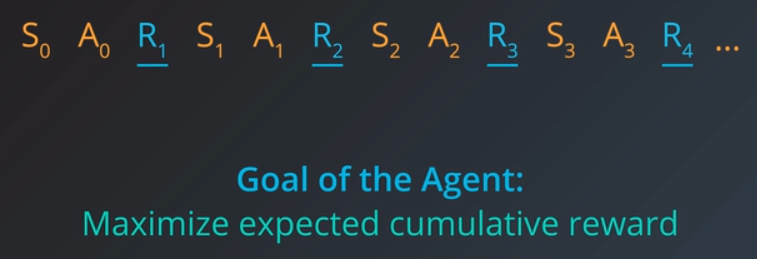 S₀ A₀ R₁ S₁ A₁ R₂ S₂ A₂ R₃ S₃ A₃ R₄ ...
Goal of the Agent:
Maximize expected cumulative reward